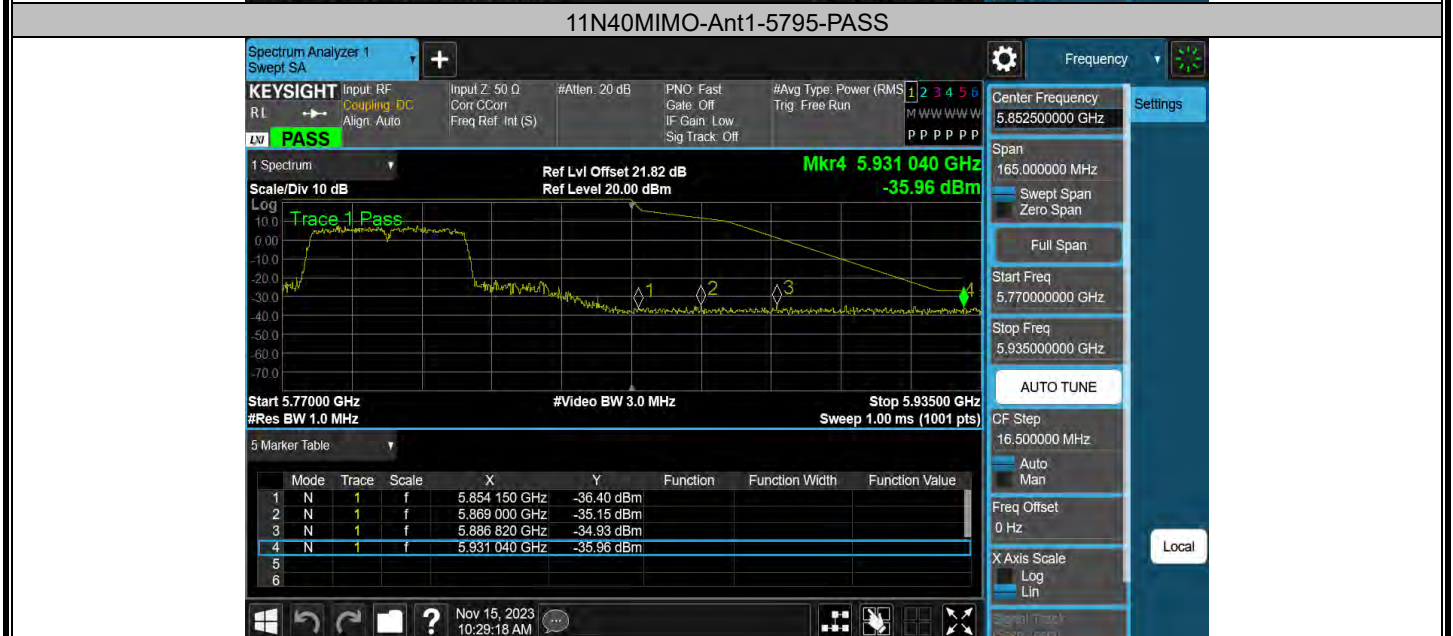 11N40MIMO-Ant1-5795-PASS
Spectrum Analyzer 1
Swept SA
+
Frequency
KEYSIGHT
RL
LXI PASS
Input: RF
Coupling: DC
Align: Auto
Input Z: 50 Ω
Corr CCorr
Freq Ref: Int (S)
#Atten: 20 dB
PNO: Fast
Gate: Off
IF Gain: Low
Sig Track: Off
#Avg Type: Power (RMS
Trig: Free Run
1 2 3 4 5 6
M W W W W W
P P P P P P
1 Spectrum
Scale/Div 10 dB
Ref Lvl Offset 21.82 dB
Ref Level 20.00 dBm
Mkr4 5.931 040 GHz
-35.96 dBm
Log
Trace 1 Pass
10.0
0.00
-10.0
-20.0
-30.0
-40.0
-50.0
-60.0
-70.0
1
2
3
4
Start 5.77000 GHz
#Res BW 1.0 MHz
#Video BW 3.0 MHz
Stop 5.93500 GHz
Sweep 1.00 ms (1001 pts)
5 Marker Table
Mode Trace Scale X Y Function Function Width Function Value
1 N 1 f 5.854 150 GHz -36.40 dBm
2 N 1 f 5.869 000 GHz -35.15 dBm
3 N 1 f 5.886 820 GHz -34.93 dBm
4 N 1 f 5.931 040 GHz -35.96 dBm
5
6
Center Frequency
5.852500000 GHz
Settings
Span
165.000000 MHz
Swept Span
Zero Span
Full Span
Start Freq
5.770000000 GHz
Stop Freq
5.935000000 GHz
AUTO TUNE
CF Step
16.500000 MHz
Auto
Man
Freq Offset
0 Hz
X Axis Scale
Log
Lin
Signal Track
Local
?
Nov 15, 2023
10:29:18 AM